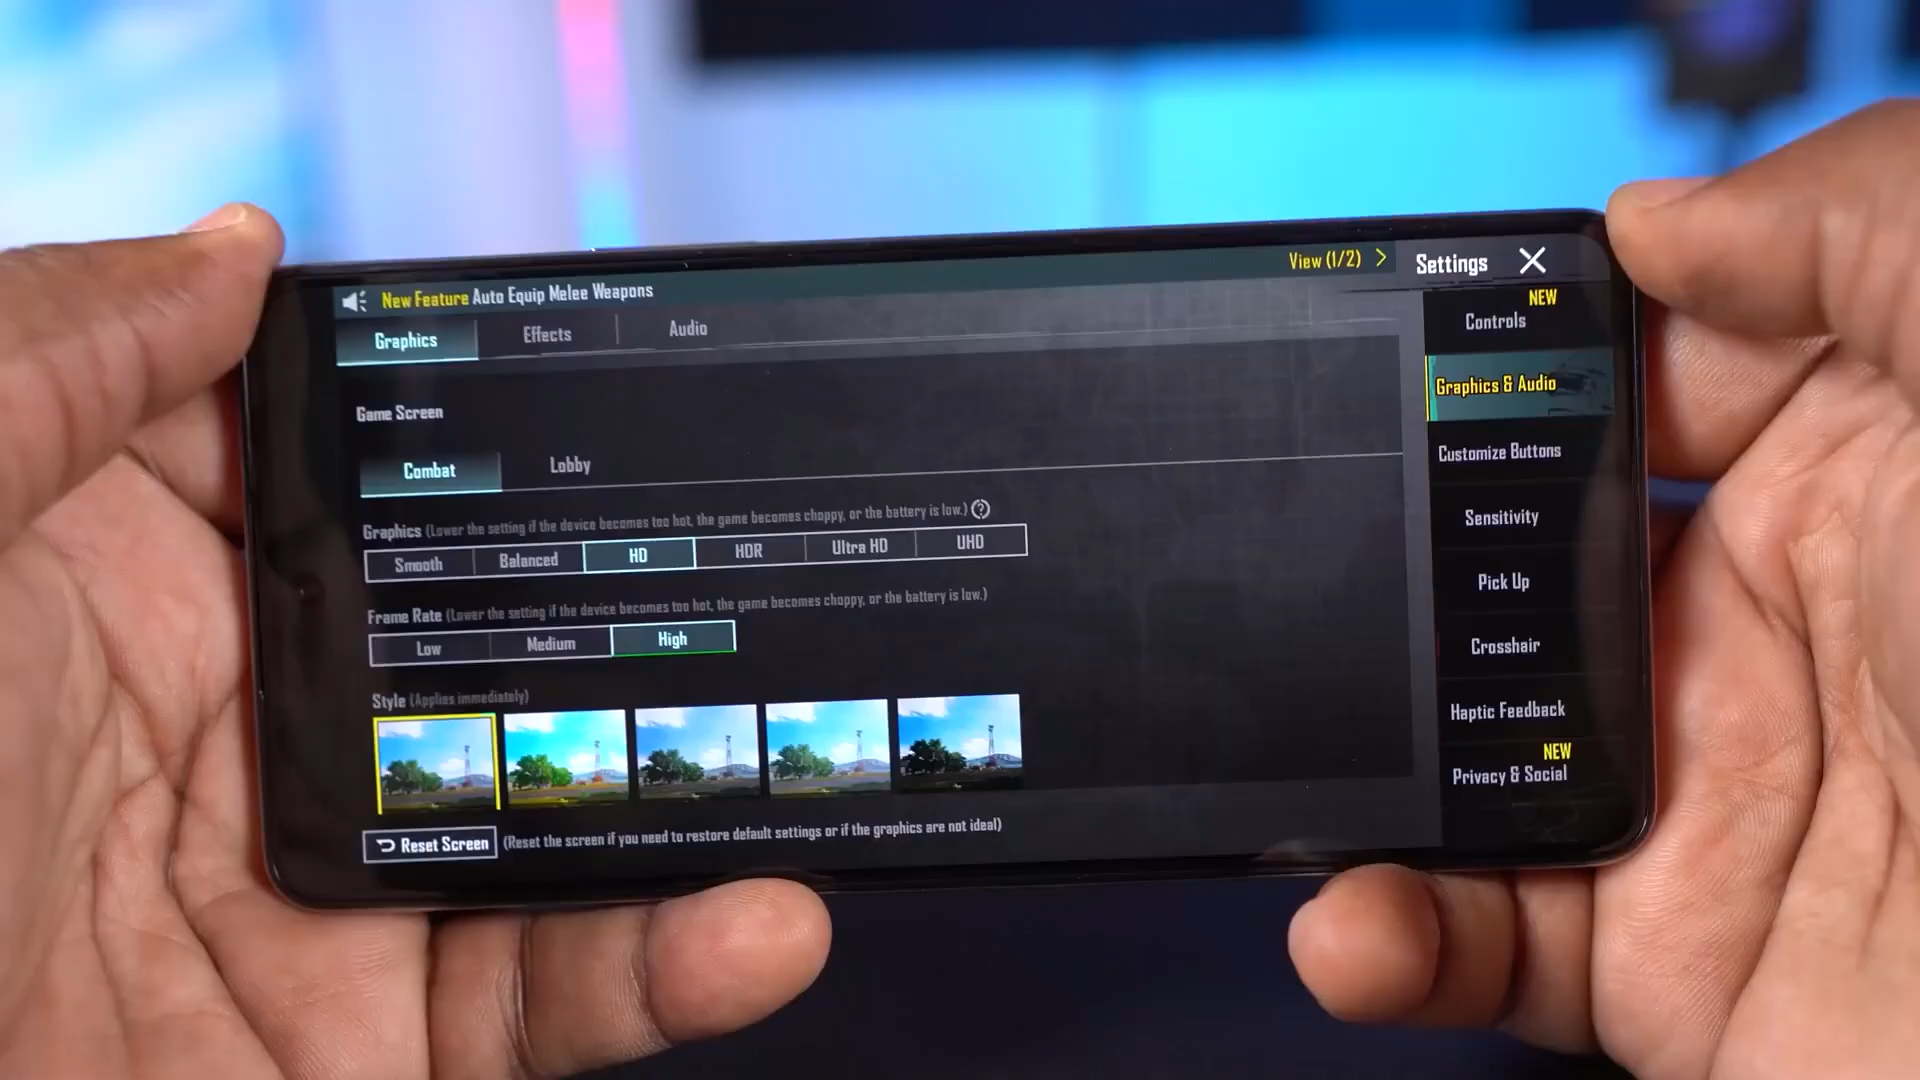 New Feature Auto Equip Melee Weapons
View (1/2) >
Settings X
Graphics
Effects
Audio
Game Screen
Combat
Lobby
Graphics (Lower the setting if the device becomes too hot, the game becomes choppy, or the battery is low.) ?
Smooth
Balanced
HD
HDR
Ultra HD
UHD
Frame Rate (Lower the setting if the device becomes too hot, the game becomes choppy, or the battery is low.)
Low
Medium
High
Style (Applies immediately)
Reset Screen (Reset the screen if you need to restore default settings or if the graphics are not ideal)
NEW
Controls
Graphics & Audio
Customize Buttons
Sensitivity
Pick Up
Crosshair
Haptic Feedback
NEW
Privacy & Social